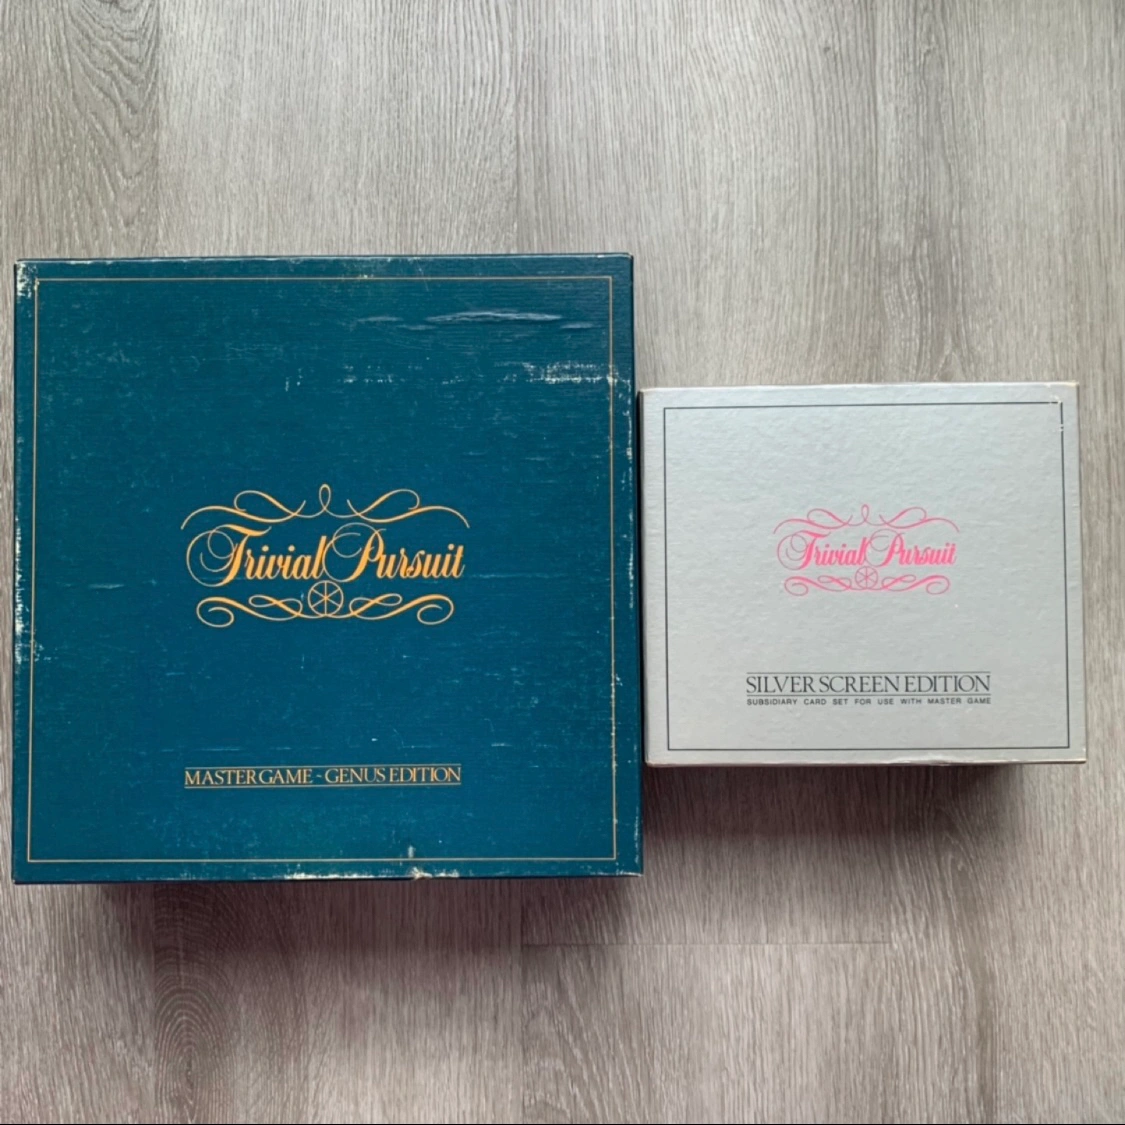 Trivial Pursuit
MASTER GAME - GENUS EDITION
Trivial Pursuit
SILVER SCREEN EDITION
SUBSIDIARY CARD SET FOR USE WITH MASTER GAME